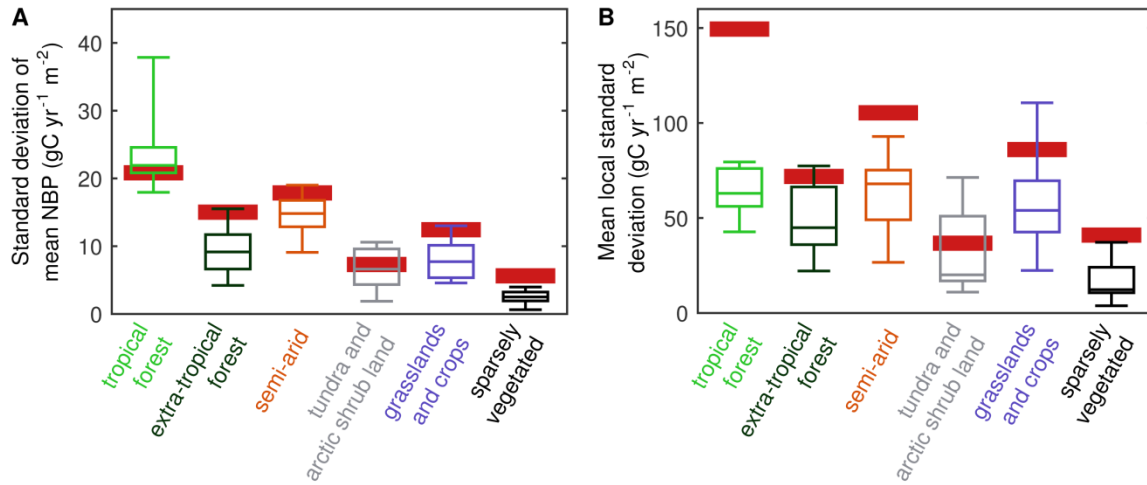 A
Standard deviation of
mean NBP (gC yr-1 m-2)
40
30
20
10
0
tropical
forest
extra-tropical
forest
semi-arid
tundra and
arctic shrub land
grasslands
and crops
sparsely
vegetated
B
Mean local standard
deviation (gC yr-1 m-2)
150
100
50
0
tropical
forest
extra-tropical
forest
semi-arid
tundra and
arctic shrub land
grasslands
and crops
sparsely
vegetated